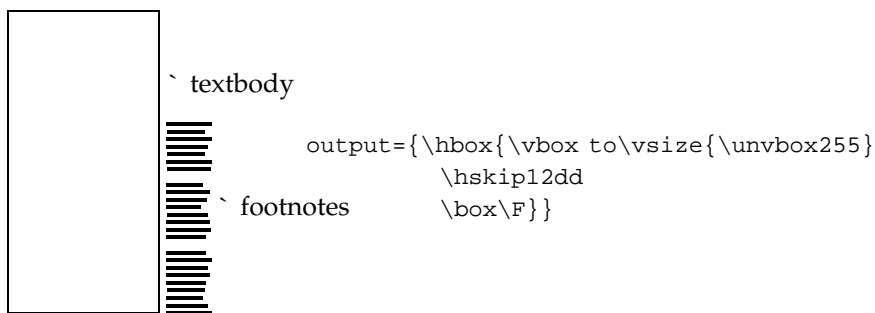 ` textbody
output={\hbox{\vbox to\vsize{\unvbox255}
\hskip12dd
` footnotes
\box\F}}